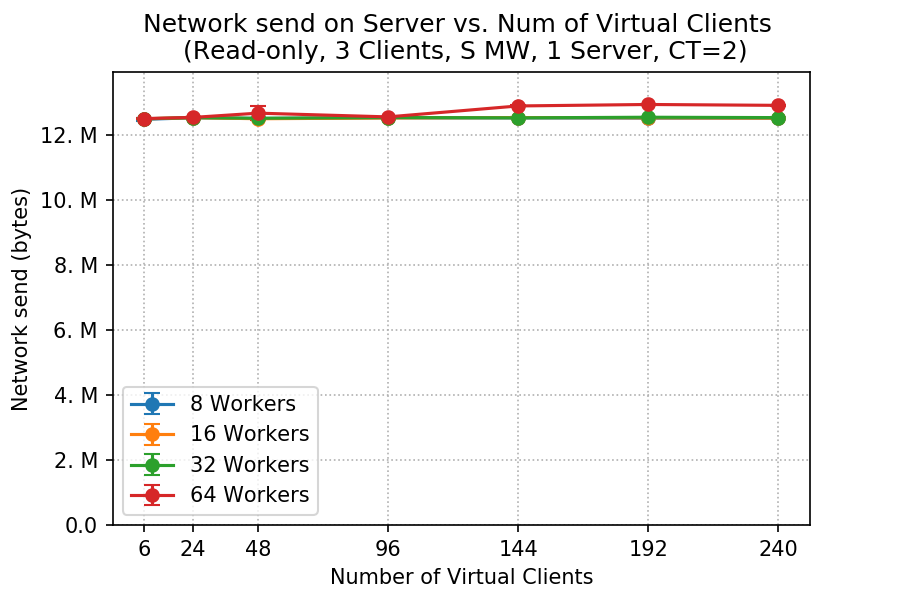 Network send on Server vs. Num of Virtual Clients
(Read-only, 3 Clients, S MW, 1 Server, CT=2)
Network send (bytes)
12. M
10. M
8. M
6. M
4. M
2. M
0.0
8 Workers
16 Workers
32 Workers
64 Workers
6 24 48 96 144 192 240
Number of Virtual Clients